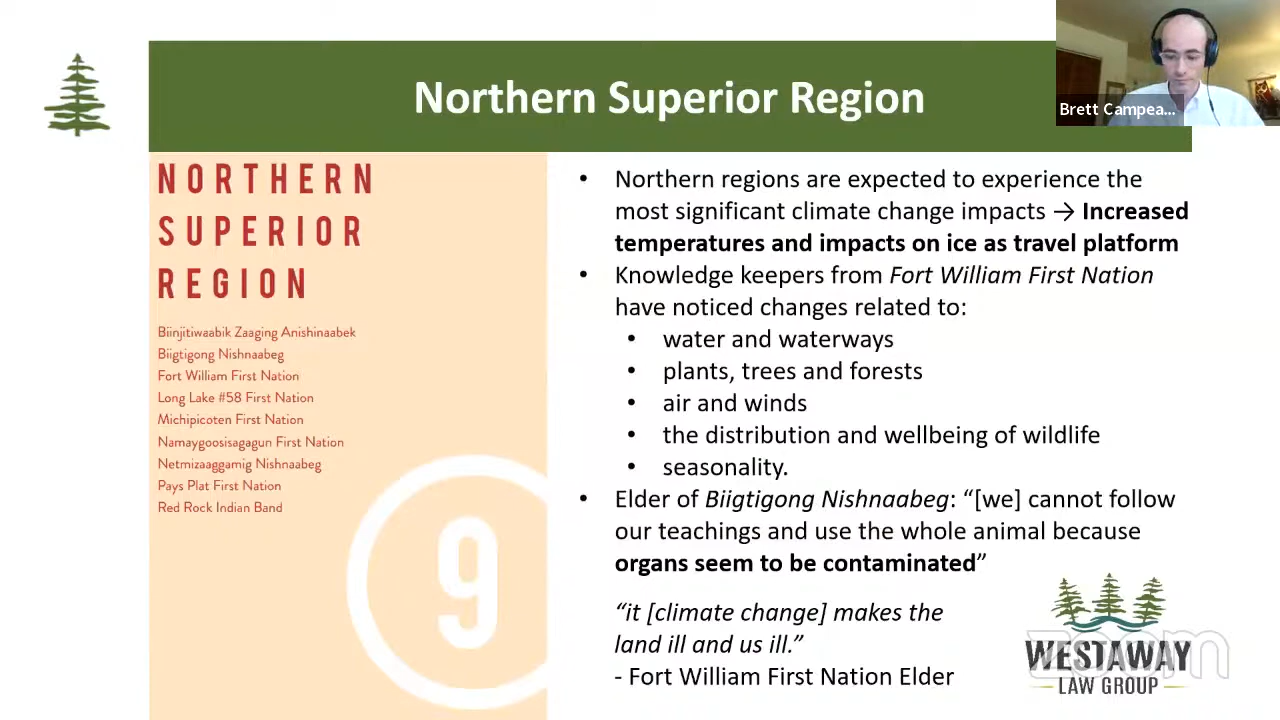 Northern Superior Region
Brett Campea...
NORTHERN
SUPERIOR
REGION
Biinjitiwaabik Zaaging Anishinaabek
Biigtigong Nishnaabeg
Fort William First Nation
Long Lake #58 First Nation
Michipicoten First Nation
Namaygoosisagagun First Nation
Netmizaaggamig Nishnaabeg
Pays Plat First Nation
Red Rock Indian Band
9
• Northern regions are expected to experience the
most significant climate change impacts → Increased
temperatures and impacts on ice as travel platform
• Knowledge keepers from Fort William First Nation
have noticed changes related to:
• water and waterways
• plants, trees and forests
• air and winds
• the distribution and wellbeing of wildlife
• seasonality.
• Elder of Biigtigong Nishnaabeg: “[we] cannot follow
our teachings and use the whole animal because
organs seem to be contaminated”
“it [climate change] makes the
land ill and us ill.”
- Fort William First Nation Elder
zoom
WESTAWAY
LAW GROUP